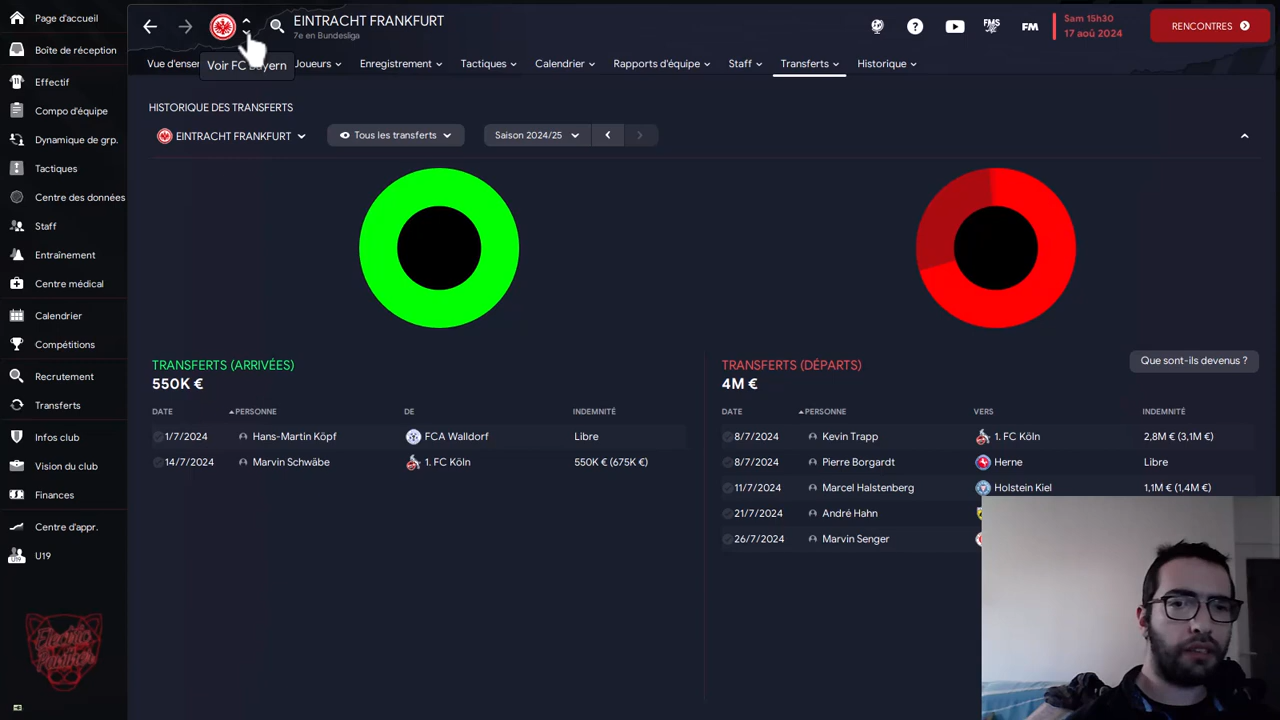 Page d'accueil
Boîte de réception
Effectif
Compo d'équipe
Dynamique de grp.
Tactiques
Centre des données
Staff
Entraînement
Centre médical
Calendrier
Compétitions
Recrutement
Transferts
Infos club
Vision du club
Finances
Centre d'appr.
U19
EINTRACHT FRANKFURT
7e en Bundesliga
FMS
FM
Sam 15h30
17 aoû 2024
RENCONTRES
Vue d'ense Joueurs Enregistrement Tactiques Calendrier Rapports d'équipe Staff Transferts Historique
Voir FC Bayern
HISTORIQUE DES TRANSFERTS
EINTRACHT FRANKFURT Tous les transferts Saison 2024/25
TRANSFERTS (ARRIVÉES)
550K €
DATE PERSONNE DE INDEMNITÉ
1/7/2024 Hans-Martin Köpf FCA Walldorf Libre
14/7/2024 Marvin Schwäbe 1. FC Köln 550K € (675K €)
TRANSFERTS (DÉPARTS)
4M €
Que sont-ils devenus ?
DATE PERSONNE VERS INDEMNITÉ
8/7/2024 Kevin Trapp 1. FC Köln 2,8M € (3,1M €)
8/7/2024 Pierre Borgardt Herne Libre
11/7/2024 Marcel Halstenberg Holstein Kiel 1,1M € (1,4M €)
21/7/2024 André Hahn
26/7/2024 Marvin Senger
Electric
Panther